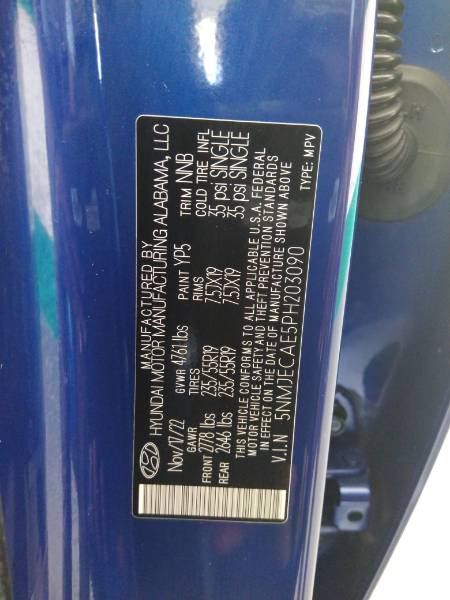 MANUFACTURED BY
HYUNDAI MOTOR MANUFACTURING ALABAMA, LLC
Nov/17/22 GVWR 4761lbs PAINT YP5 TRIM NNB
GAWR TIRES RIMS COLD TIRE INFL
FRONT 2778 lbs 235/55R19 7.5JX19 35 psi SINGLE
REAR 2646 lbs 235/55R19 7.5JX19 35 psi SINGLE
THIS VEHICLE CONFORMS TO ALL APPLICABLE U.S.A. FEDERAL
MOTOR VEHICLE SAFETY AND THEFT PREVENTION STANDARDS
IN EFFECT ON THE DATE OF MANUFACTURE SHOWN ABOVE
V.I.N 5NMJECAE5PH203090 TYPE: MPV